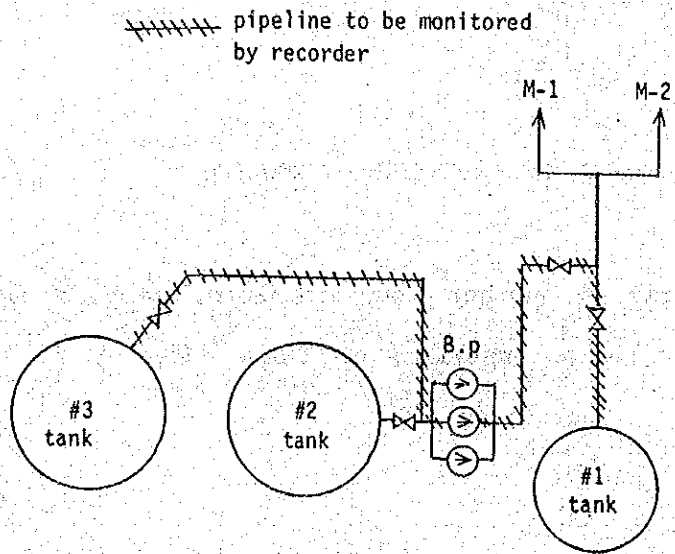 pipeline to be monitored
by recorder
M-1
M-2
B.p
#3
tank
#2
tank
#1
tank